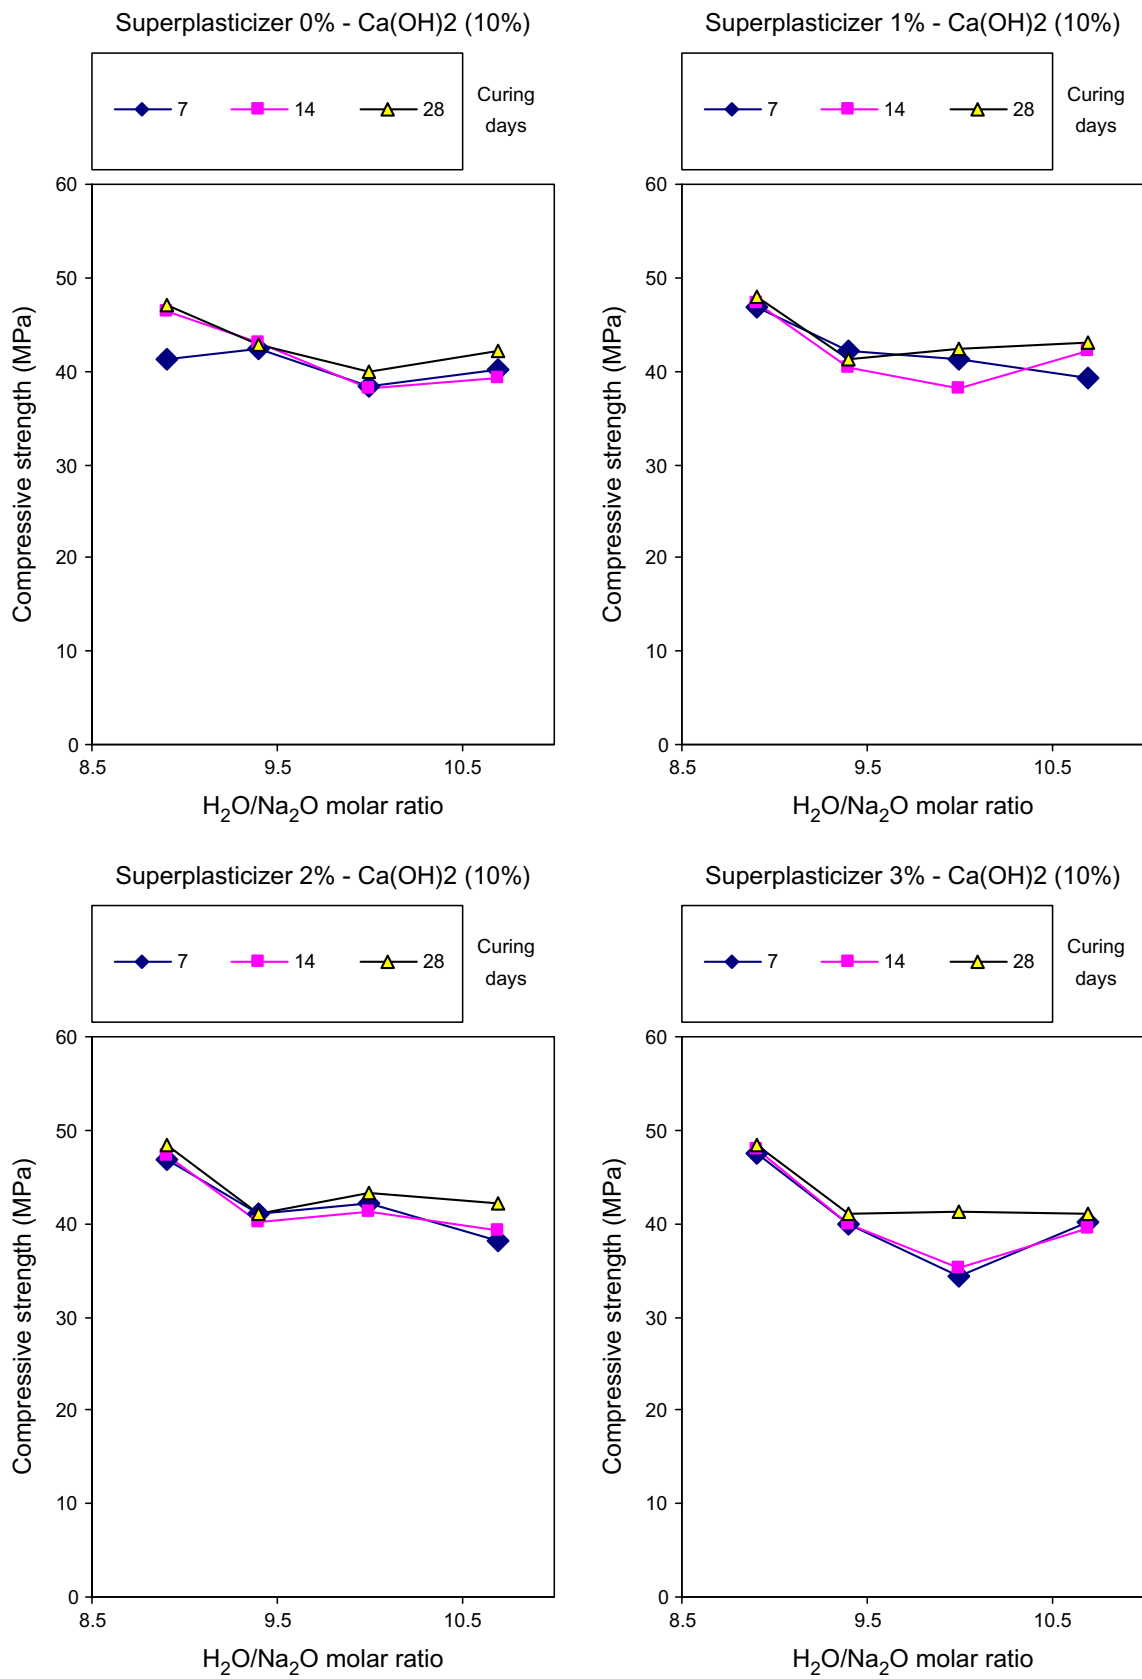 Superplasticizer 0% - Ca(OH)2 (10%)
7 14 28 Curing days
60
50
40
30
20
10
0
8.5 9.5 10.5
Compressive strength (MPa)
H₂O/Na₂O molar ratio
Superplasticizer 1% - Ca(OH)2 (10%)
7 14 28 Curing days
60
50
40
30
20
10
0
8.5 9.5 10.5
Compressive strength (MPa)
H₂O/Na₂O molar ratio
Superplasticizer 2% - Ca(OH)2 (10%)
7 14 28 Curing days
60
50
40
30
20
10
0
8.5 9.5 10.5
Compressive strength (MPa)
H₂O/Na₂O molar ratio
Superplasticizer 3% - Ca(OH)2 (10%)
7 14 28 Curing days
60
50
40
30
20
10
0
8.5 9.5 10.5
Compressive strength (MPa)
H₂O/Na₂O molar ratio